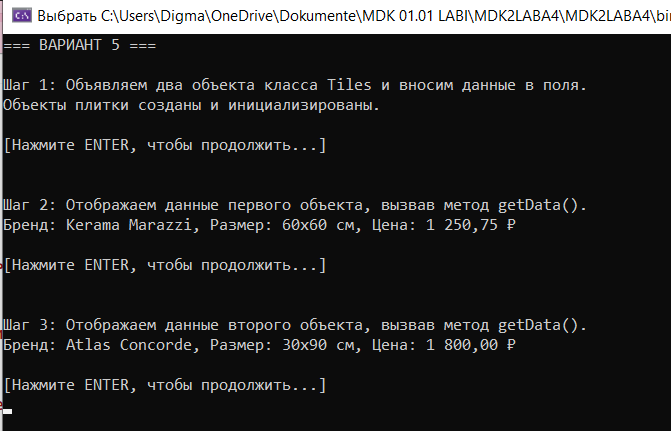 Выбрать C:\Users\Digma\OneDrive\Dokumente\MDK 01.01 LABI\MDK2LABA4\MDK2LABA4\bin
=== ВАРИАНТ 5 ===
Шаг 1: Объявляем два объекта класса Tiles и вносим данные в поля.
Объекты плитки созданы и инициализированы.
[Нажмите ENTER, чтобы продолжить...]
Шаг 2: Отображаем данные первого объекта, вызвав метод getData().
Бренд: Kerama Marazzi, Размер: 60x60 см, Цена: 1 250,75 ₽
[Нажмите ENTER, чтобы продолжить...]
Шаг 3: Отображаем данные второго объекта, вызвав метод getData().
Бренд: Atlas Concorde, Размер: 30x90 см, Цена: 1 800,00 ₽
[Нажмите ENTER, чтобы продолжить...]